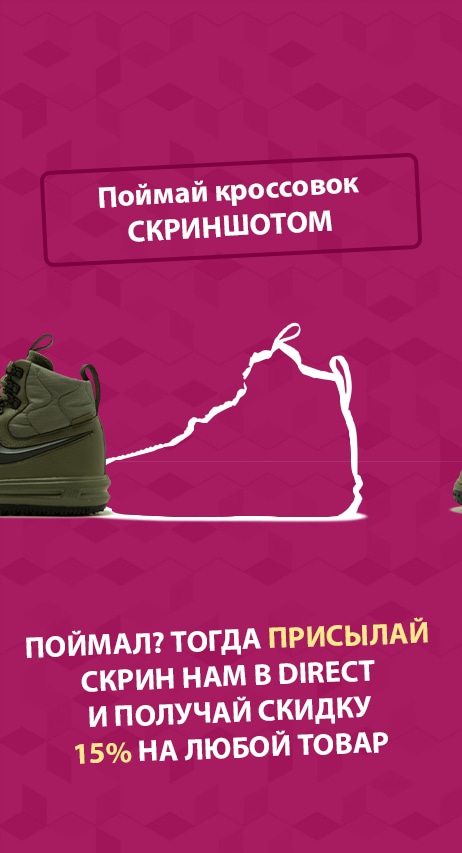 Поймай кроссовок
СКРИНШОТОМ
ПОЙМАЛ? ТОГДА ПРИСЫЛАЙ
СКРИН НАМ В DIRECT
И ПОЛУЧАЙ СКИДКУ
15% НА ЛЮБОЙ ТОВАР